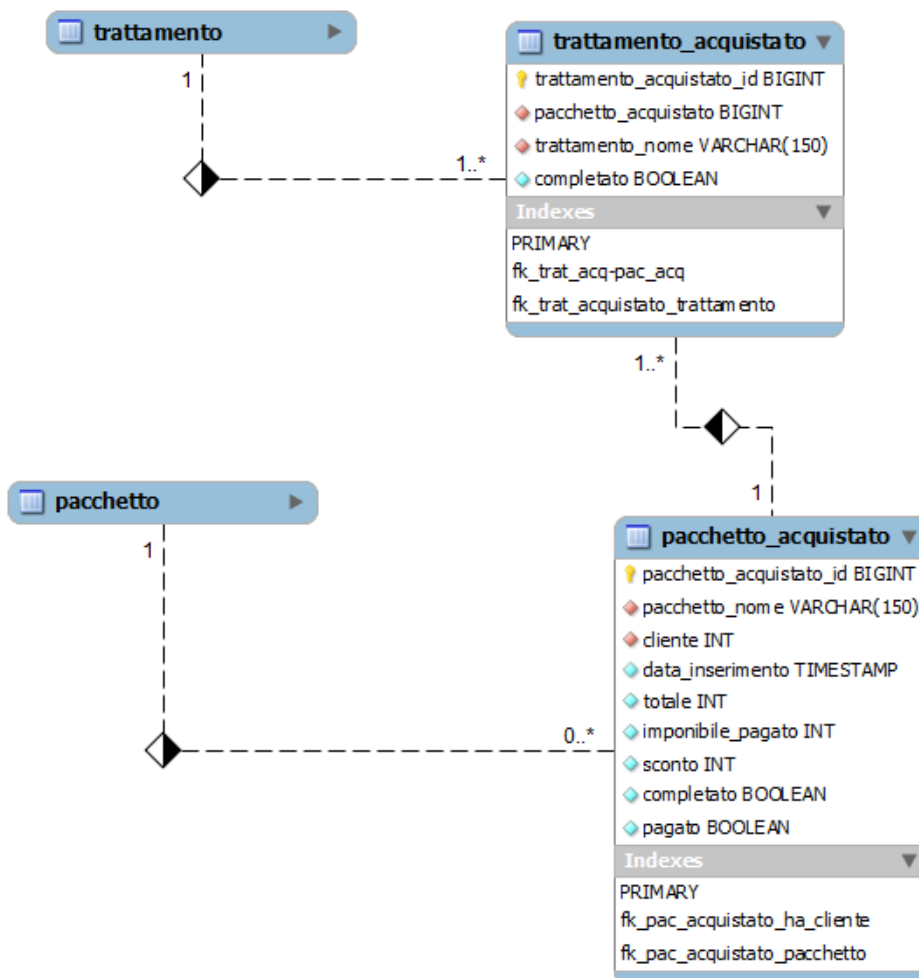 trattamento
1
1..*
trattamento_acquistato
trattamento_acquistato_id BIGINT
pacchetto_acquistato BIGINT
trattamento_nome VARCHAR(150)
completato BOOLEAN
Indexes
PRIMARY
fk_trat_acq-pac_acq
fk_trat_acquistato_trattamento
1..*
1
pacchetto
1
0..*
pacchetto_acquistato
pacchetto_acquistato_id BIGINT
pacchetto_nome VARCHAR(150)
cliente INT
data_inserimento TIMESTAMP
totale INT
imponibile_pagato INT
sconto INT
completato BOOLEAN
pagato BOOLEAN
Indexes
PRIMARY
fk_pac_acquistato_ha_cliente
fk_pac_acquistato_pacchetto